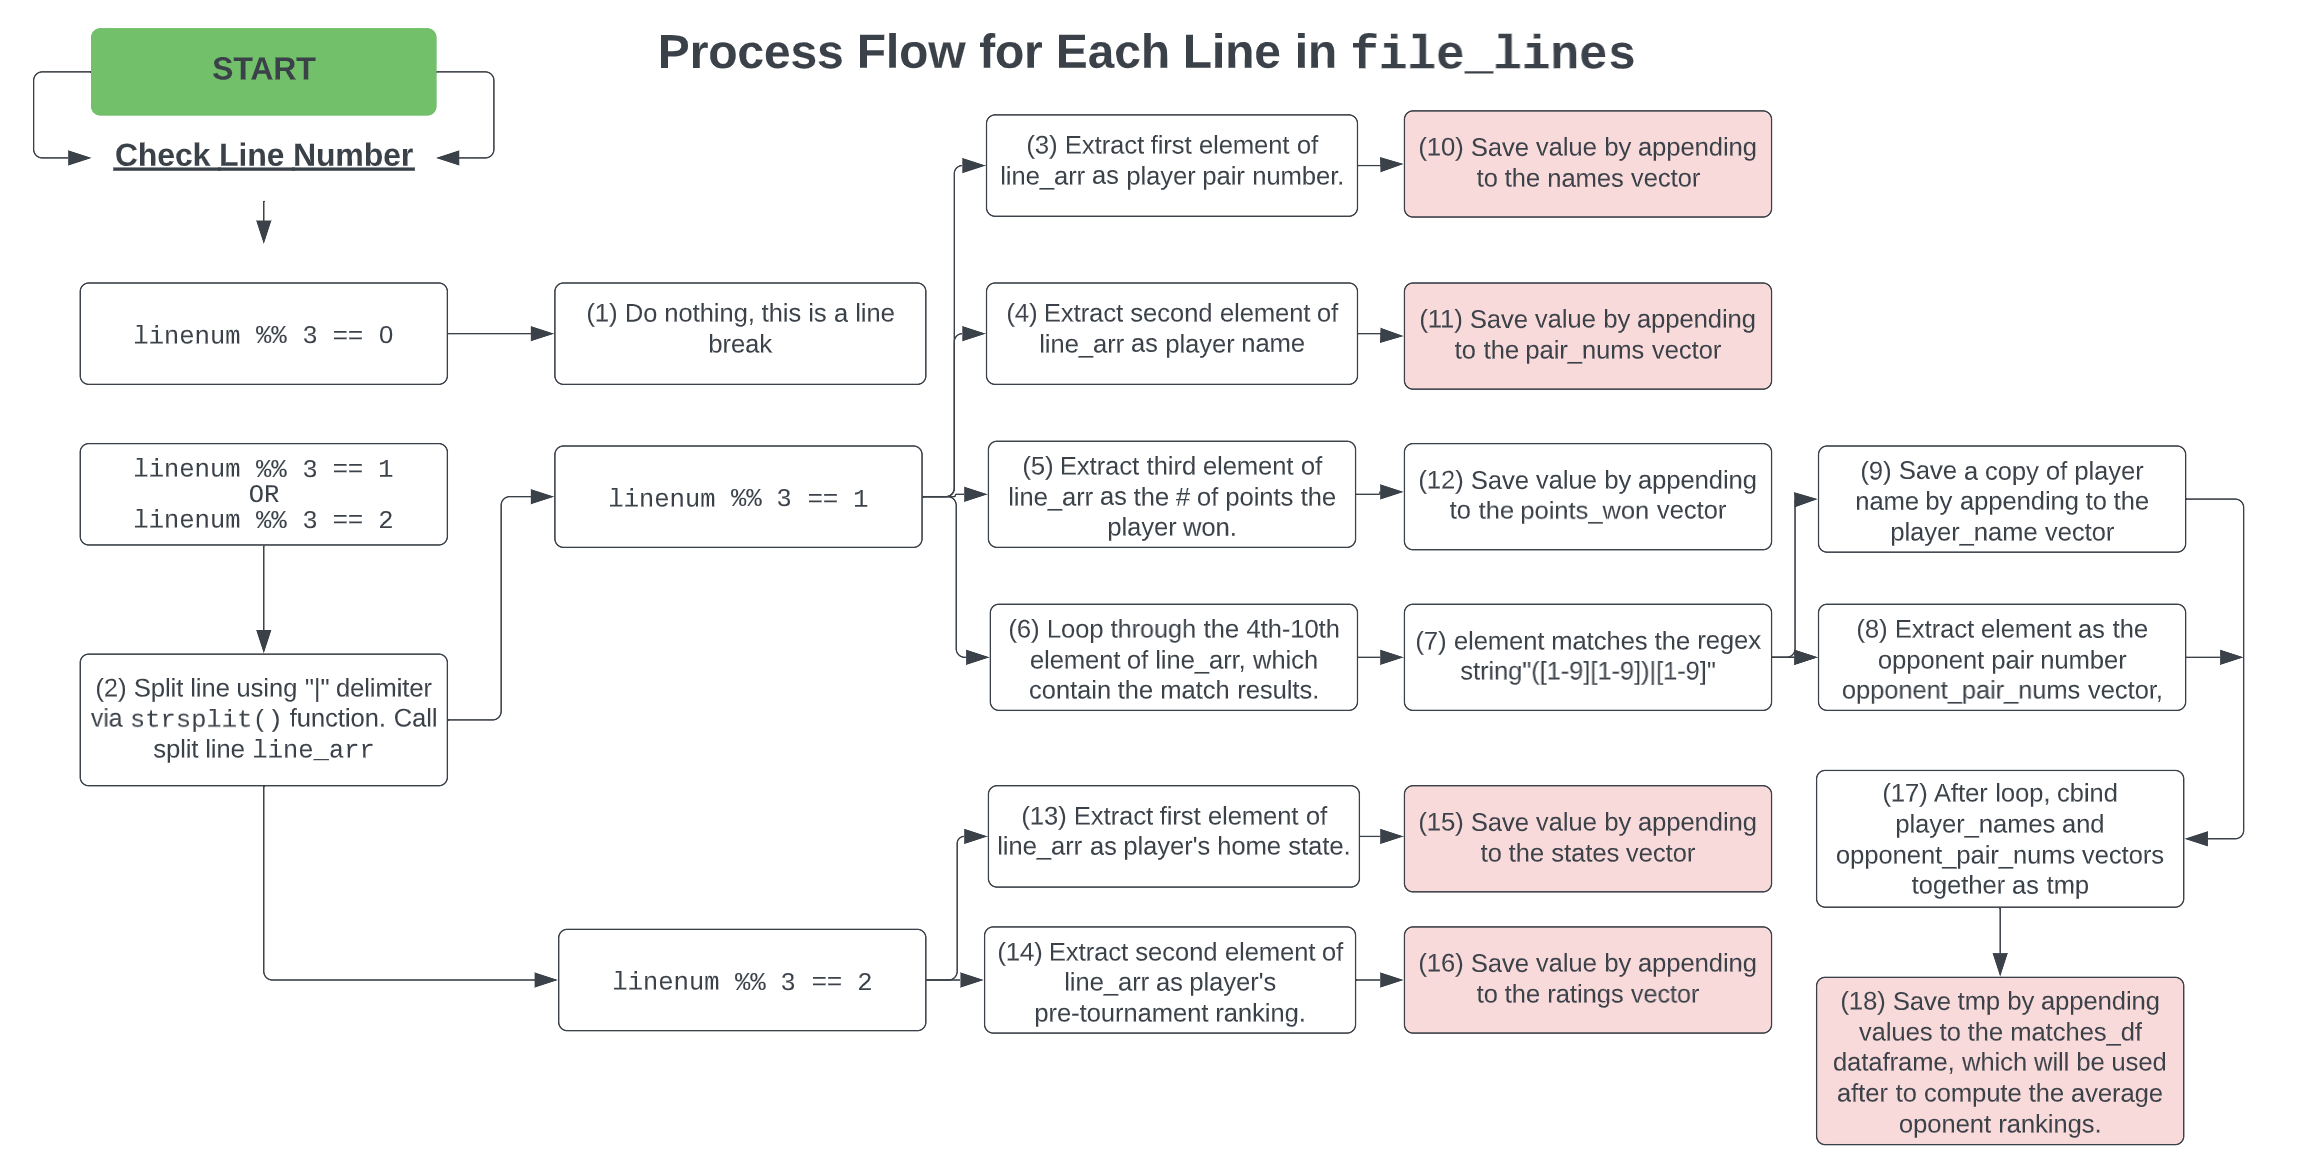 Process Flow for Each Line in file_lines
START
Check Line Number
linenum %% 3 == 0
(1) Do nothing, this is a line
break
linenum %% 3 == 1
OR
linenum %% 3 == 2
(2) Split line using "|" delimiter
via strsplit() function. Call
split line line_arr
linenum %% 3 == 1
(3) Extract first element of
line_arr as player pair number.
(10) Save value by appending
to the names vector
(4) Extract second element of
line_arr as player name
(11) Save value by appending
to the pair_nums vector
(5) Extract third element of
line_arr as the # of points the
player won.
(12) Save value by appending
to the points_won vector
(6) Loop through the 4th-10th
element of line_arr, which
contain the match results.
(7) element matches the regex
string"([1-9][1-9])|[1-9]"
(9) Save a copy of player
name by appending to the
player_name vector
(8) Extract element as the
opponent pair number
opponent_pair_nums vector,
linenum %% 3 == 2
(13) Extract first element of
line_arr as player's home state.
(15) Save value by appending
to the states vector
(14) Extract second element of
line_arr as player's
pre-tournament ranking.
(16) Save value by appending
to the ratings vector
(17) After loop, cbind
player_names and
opponent_pair_nums vectors
together as tmp
(18) Save tmp by appending
values to the matches_df
dataframe, which will be used
after to compute the average
oponent rankings.